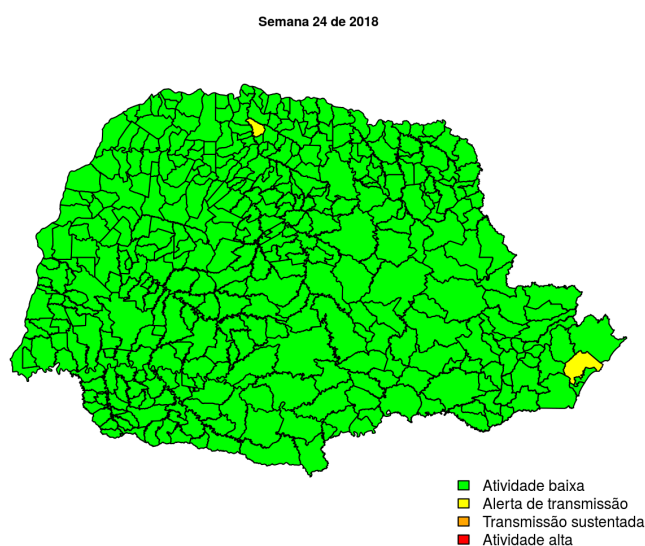 Semana 24 de 2018
Atividade baixa
Alerta de transmissão
Transmissão sustentada
Atividade alta